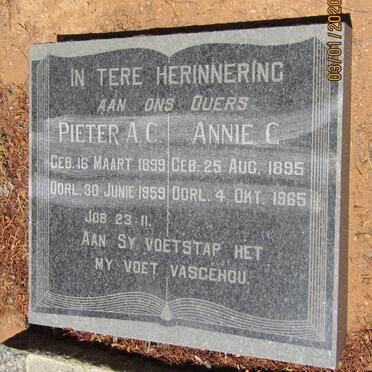 IN TERE HERINNERING
AAN ONS OUERS
PIETER A.C. ANNIE C.
GEB. 16 MAART 1899 GEB. 25 AUG. 1895
OORL. 30 JUNIE 1959 OORL. 4 OKT. 1965
JOB 23:11.
AAN SY VOETSTAP HET
MY VOET VASGEHOU.
03/01/2020